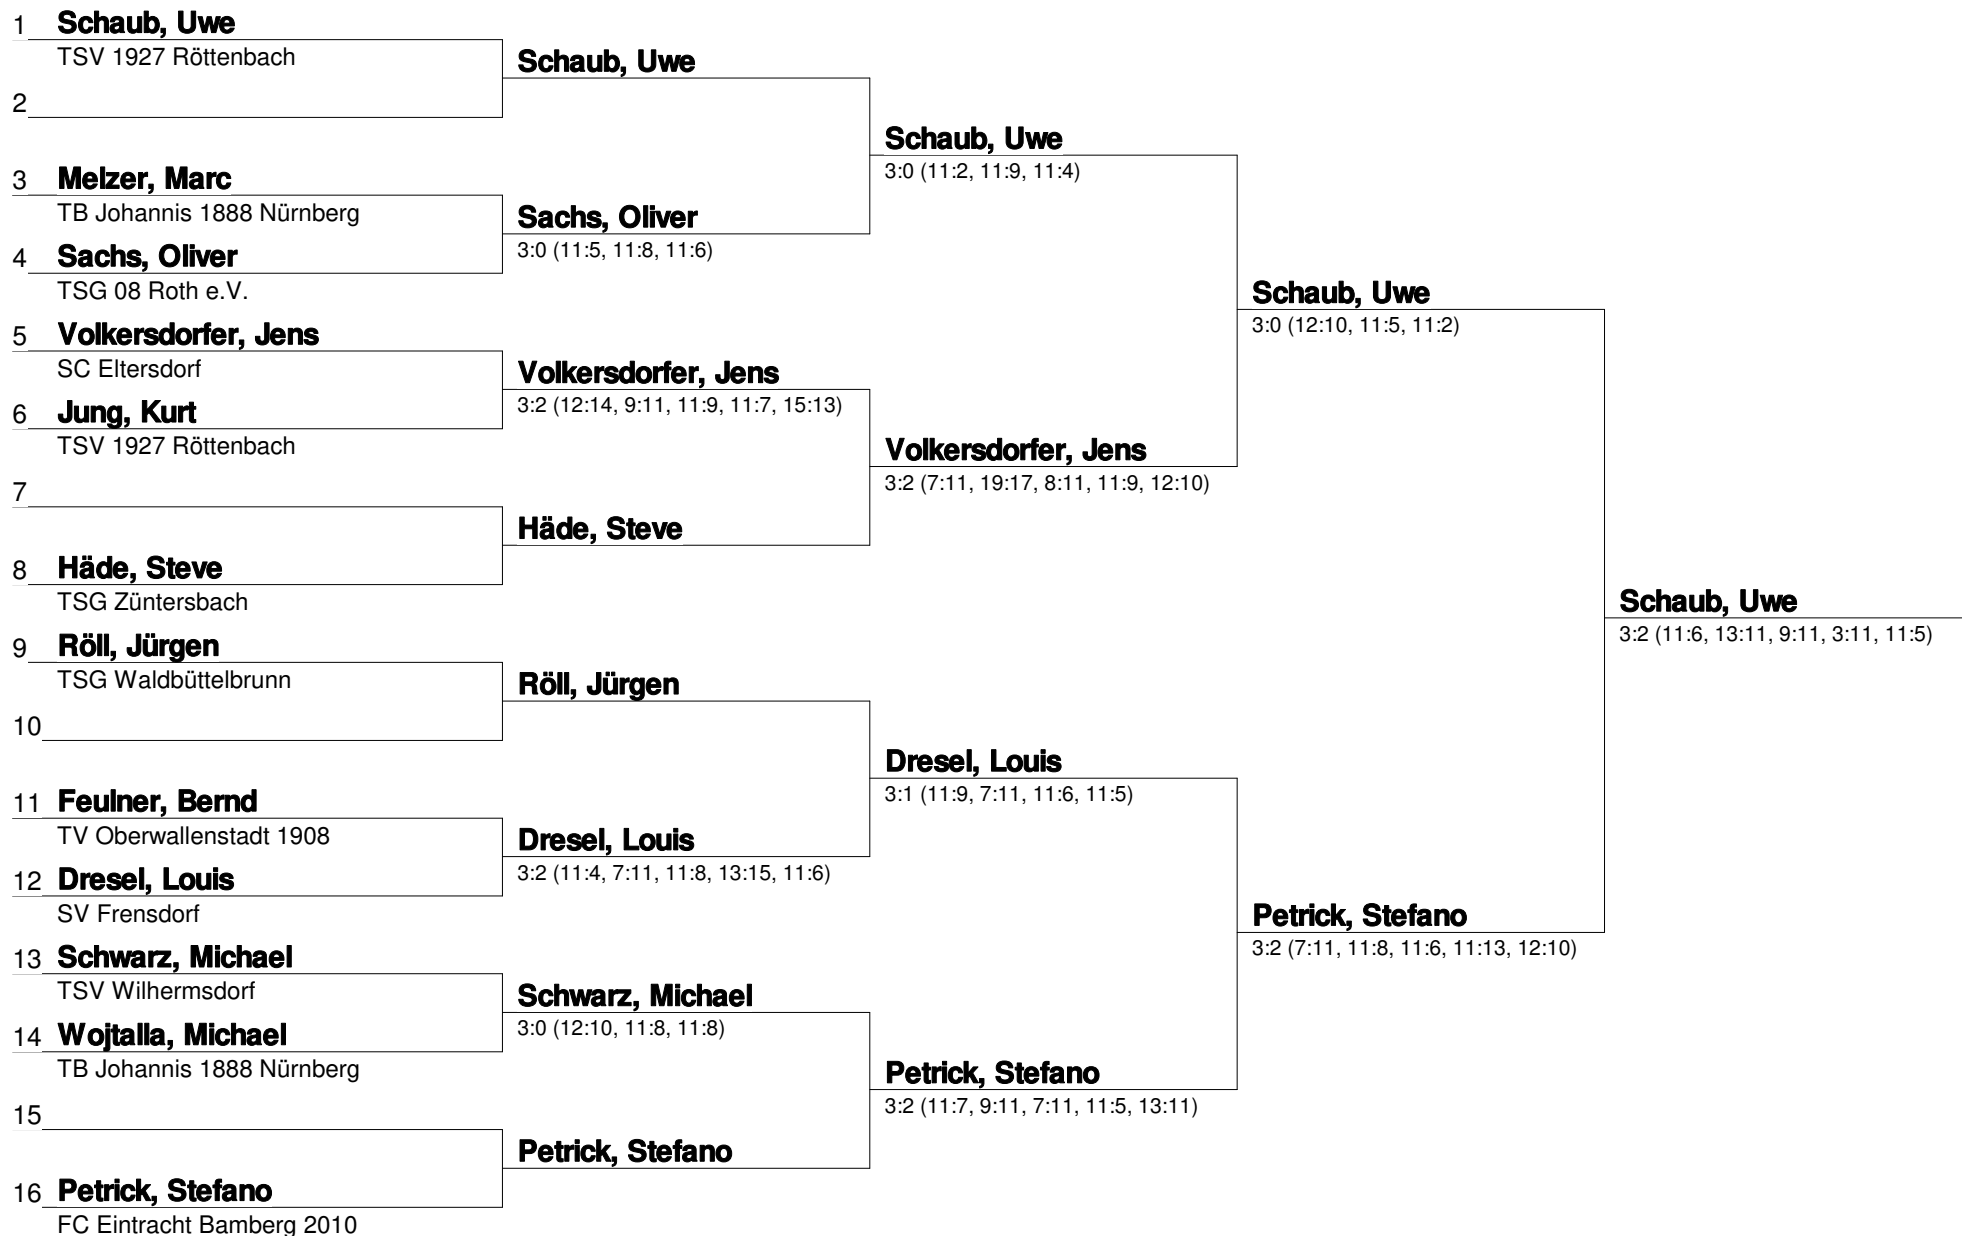 1 Schaub, Uwe
TSV 1927 Röttenbach
Schaub, Uwe
2
Schaub, Uwe
3:0 (11:2, 11:9, 11:4)
3 Melzer, Marc
TB Johannis 1888 Nürnberg
Sachs, Oliver
3:0 (11:5, 11:8, 11:6)
4 Sachs, Oliver
TSG 08 Roth e.V.
Schaub, Uwe
3:0 (12:10, 11:5, 11:2)
5 Volkersdorfer, Jens
SC Eltersdorf
Volkersdorfer, Jens
3:2 (12:14, 9:11, 11:9, 11:7, 15:13)
6 Jung, Kurt
TSV 1927 Röttenbach
Volkersdorfer, Jens
3:2 (7:11, 19:17, 8:11, 11:9, 12:10)
7
Häde, Steve
8 Häde, Steve
TSG Züntersbach
Schaub, Uwe
3:2 (11:6, 13:11, 9:11, 3:11, 11:5)
9 Röll, Jürgen
TSG Waldbüttelbrunn
Röll, Jürgen
10
Dresel, Louis
3:1 (11:9, 7:11, 11:6, 11:5)
11 Feulner, Bernd
TV Oberwallenstadt 1908
Dresel, Louis
3:2 (11:4, 7:11, 11:8, 13:15, 11:6)
12 Dresel, Louis
SV Frensdorf
Petrick, Stefano
3:2 (7:11, 11:8, 11:6, 11:13, 12:10)
13 Schwarz, Michael
TSV Wilhermsdorf
Schwarz, Michael
3:0 (12:10, 11:8, 11:8)
14 Wojtalla, Michael
TB Johannis 1888 Nürnberg
Petrick, Stefano
3:2 (11:7, 9:11, 7:11, 11:5, 13:11)
15
Petrick, Stefano
16 Petrick, Stefano
FC Eintracht Bamberg 2010